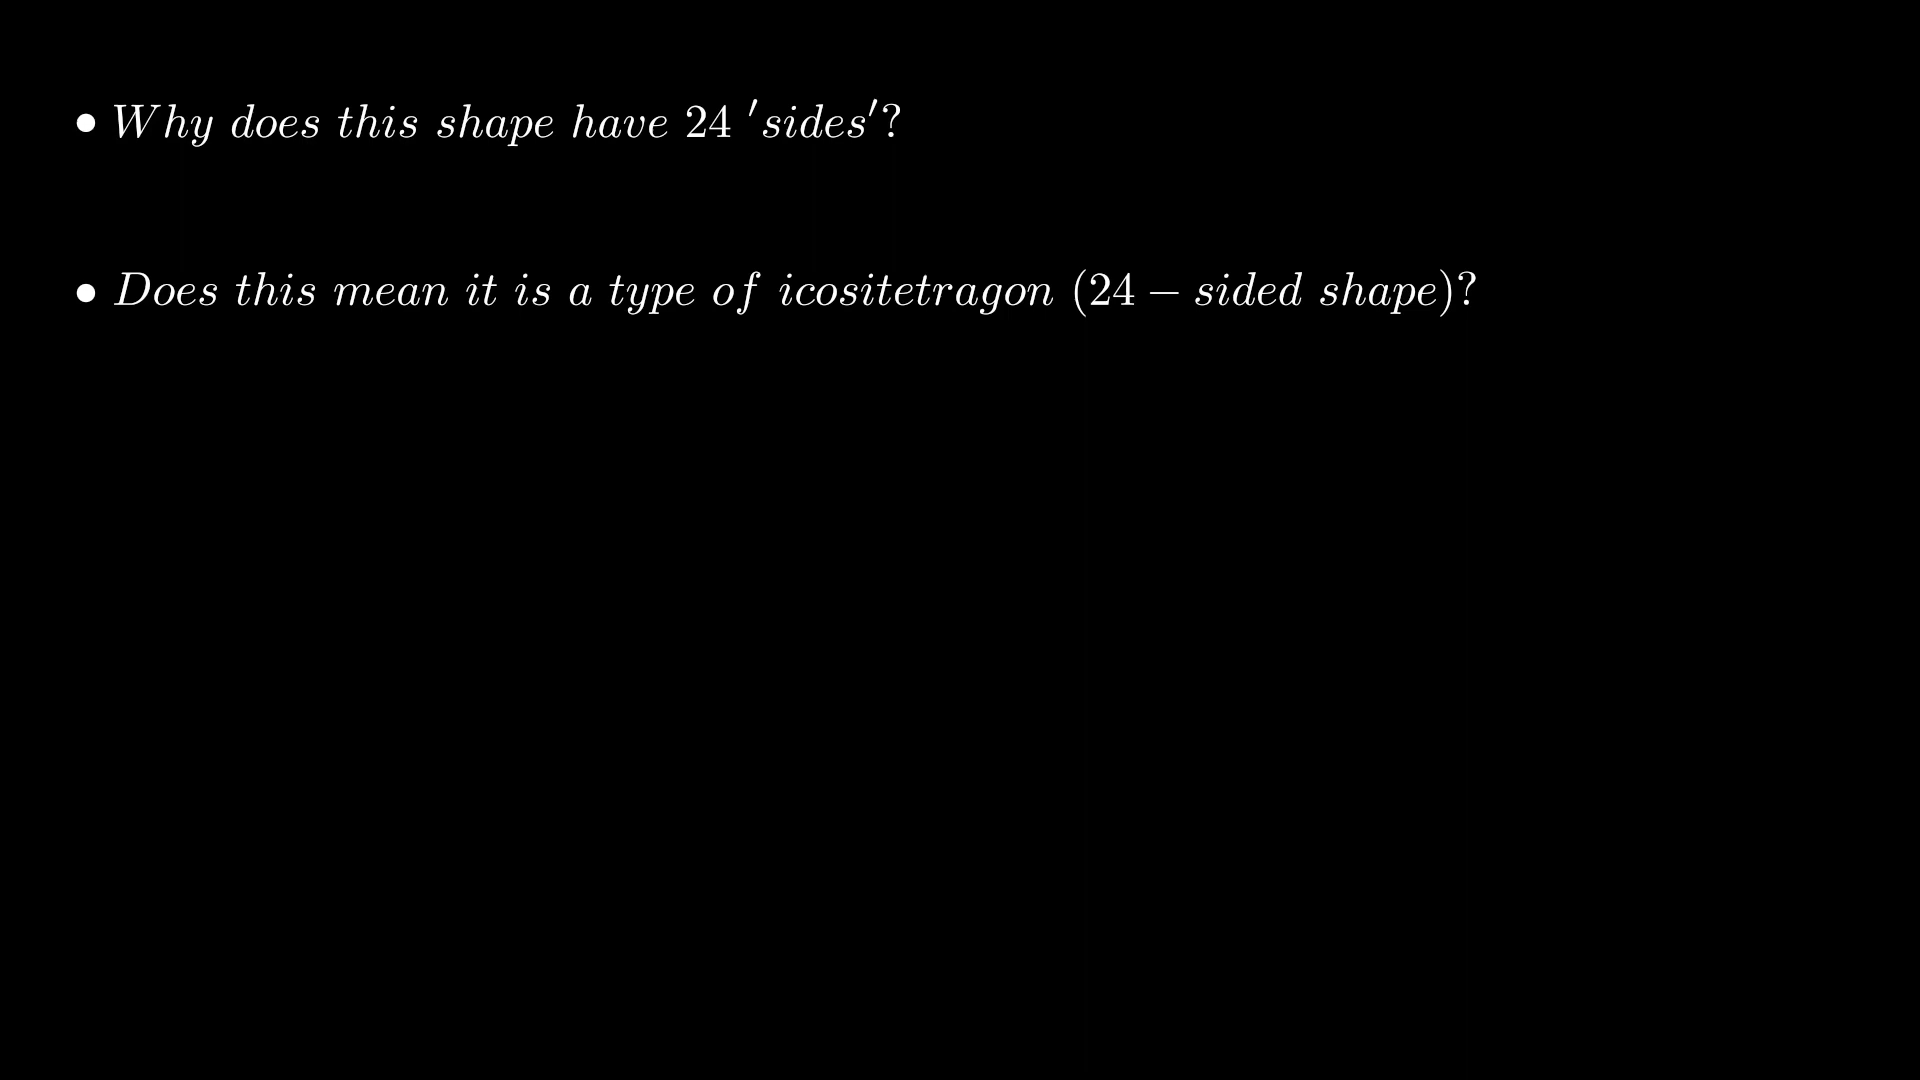 • Why does this shape have 24 'sides'?
• Does this mean it is a type of icositetragon (24 − sided shape)?